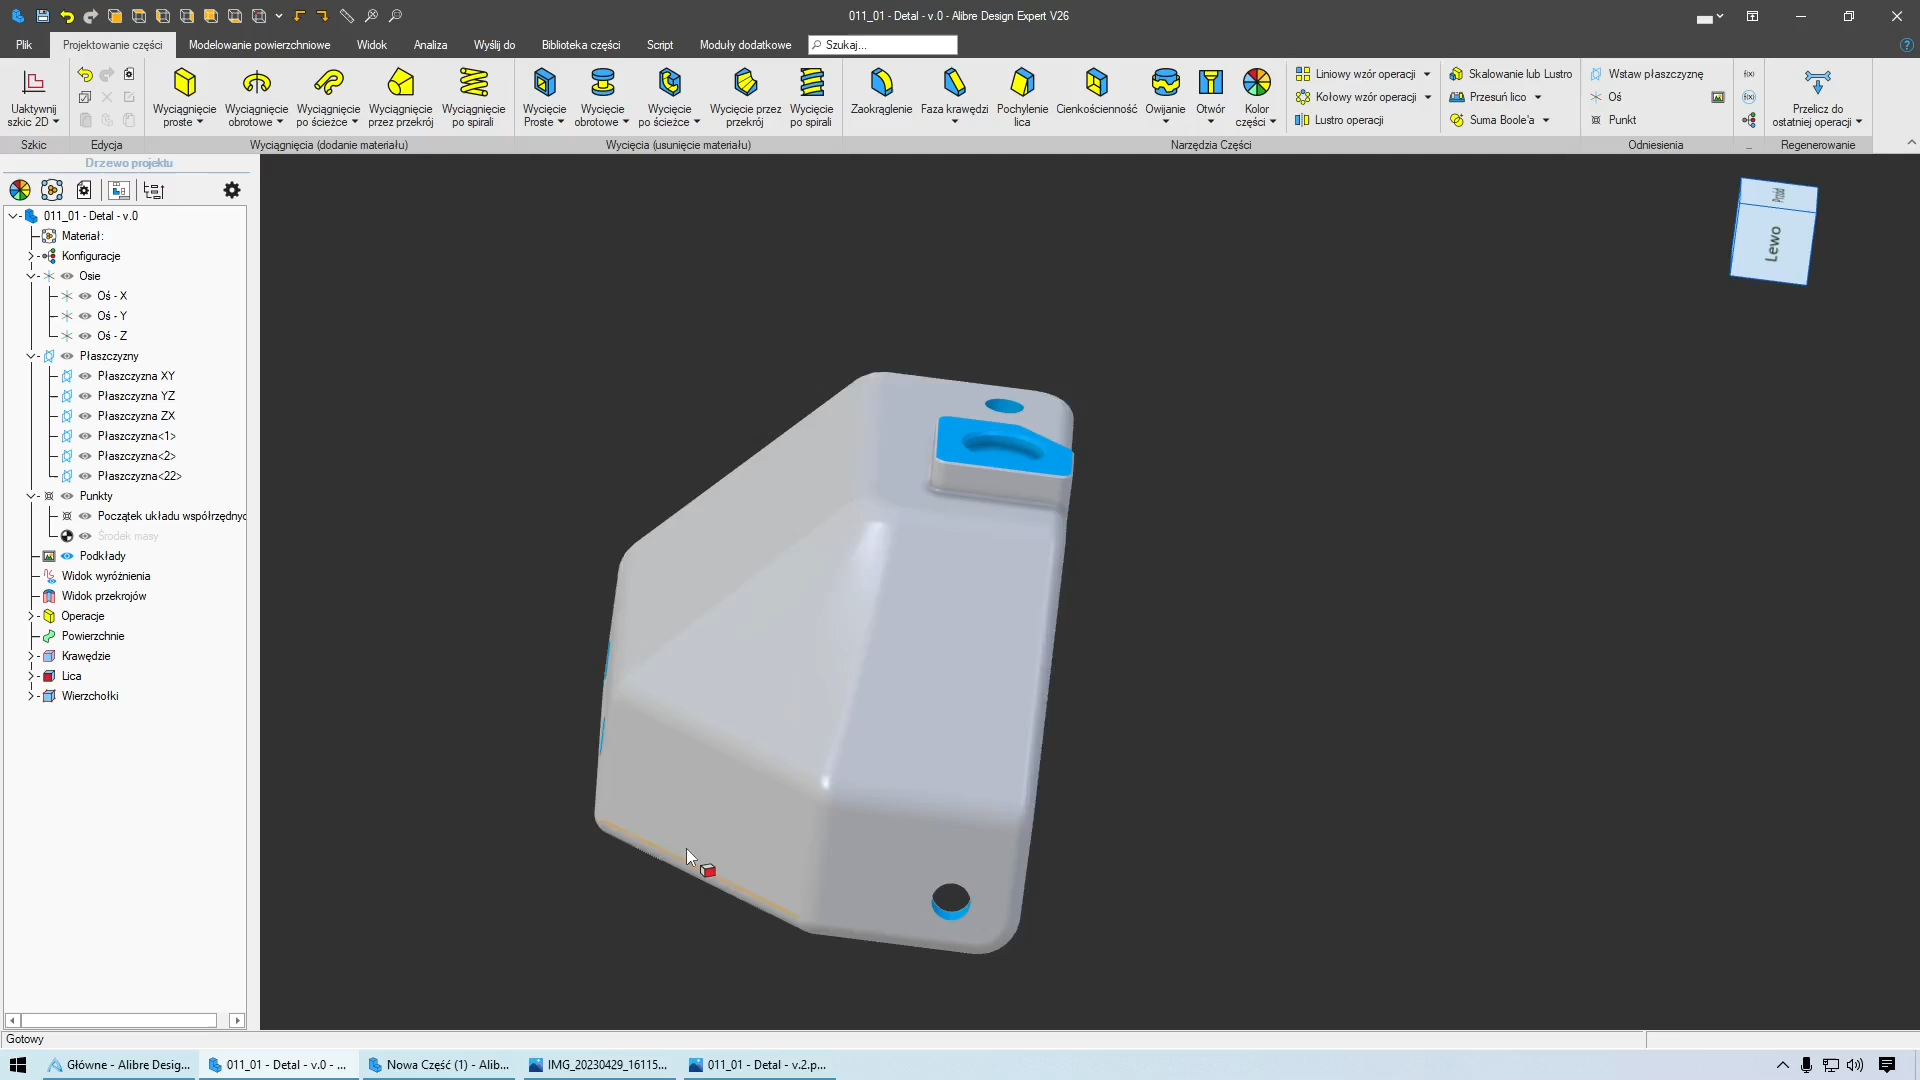 011_01 - Detal - v.0 - Alibre Design Expert V26
Plik
Projektowanie części
Modelowanie powierzchniowe
Widok
Analiza
Wyślij do
Biblioteka części
Script
Moduły dodatkowe
Szukaj...
Uaktywnij
szkic 2D
Wyciągnięcie
proste
Wyciągnięcie
obrotowe
Wyciągnięcie
po ścieżce
Wyciągnięcie
przez przekrój
Wyciągnięcie
po spirali
Wycięcie
Proste
Wycięcie
obrotowe
Wycięcie
po ścieżce
Wycięcie przez
przekrój
Wycięcie
po spirali
Zaokrąglenie
Faza krawędzi
Pochylenie
lica
Cienkościenność
Owijanie
Otwór
Kolor
części
Liniowy wzór operacji
Kołowy wzór operacji
Lustro operacji
Skalowanie lub Lustro
Przesuń lico
Suma Boole'a
Wstaw płaszczyznę
Oś
Punkt
f(x)
(x)
Przelicz do
ostatniej operacji
Szkic
Edycja
Wyciągnięcia (dodanie materiału)
Wycięcia (usunięcie materiału)
Narzędzia Części
Odniesienia
...
Regenerowanie
Drzewo projektu
011_01 - Detal - v.0
Materiał:
Konfiguracje
Osie
Oś - X
Oś - Y
Oś - Z
Płaszczyzny
Płaszczyzna XY
Płaszczyzna YZ
Płaszczyzna ZX
Płaszczyzna<1>
Płaszczyzna<2>
Płaszczyzna<22>
Punkty
Początek układu współrzędnyc
Środek masy
Podkłady
Widok wyróżnienia
Widok przekrojów
Operacje
Powierzchnie
Krawędzie
Lica
Wierzchołki
Przód
Lewo
Gotowy
Główne - Alibre Desig...
011_01 - Detal - v.0 - ...
Nowa Część (1) - Alib...
IMG_20230429_16115...
011_01 - Detal - v.2.p...